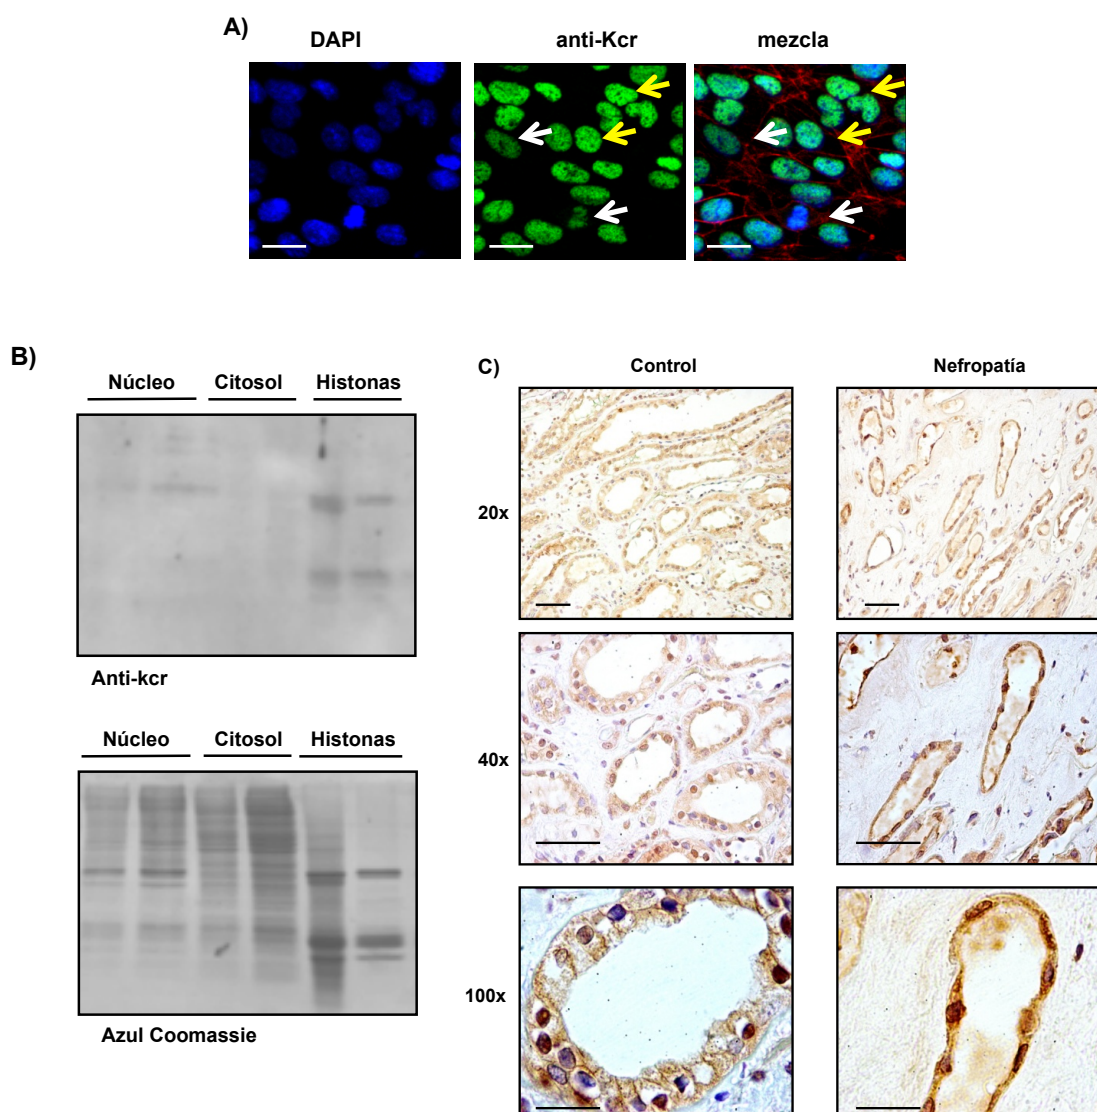 A)
DAPI
anti-Kcr
mezcla
B)
Núcleo
Citosol
Histonas
Anti-kcr
Núcleo
Citosol
Histonas
Azul Coomassie
C)
Control
Nefropatía
20x
40x
100x